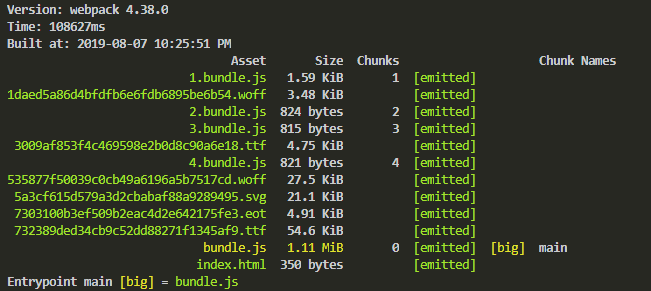 Version: webpack 4.38.0
Time: 108627ms
Built at: 2019-08-07 10:25:51 PM
Asset Size Chunks Chunk Names
1.bundle.js 1.59 KiB 1 [emitted]
1daed5a86d4bfdfb6e6fdb6895be6b54.woff 3.48 KiB [emitted]
2.bundle.js 824 bytes 2 [emitted]
3.bundle.js 815 bytes 3 [emitted]
3009af853f4c469598e2b0d8c90a6e18.ttf 4.75 KiB [emitted]
4.bundle.js 821 bytes 4 [emitted]
535877f50039c0cb49a6196a5b7517cd.woff 27.5 KiB [emitted]
5a3cf615d579a3d2cbabaf88a9289495.svg 21.1 KiB [emitted]
7303100b3ef509b2eac4d2e642175fe3.eot 4.91 KiB [emitted]
732389ded34cb9c52dd88271f1345af9.ttf 54.6 KiB [emitted]
bundle.js 1.11 MiB 0 [emitted] [big] main
index.html 350 bytes [emitted]
Entrypoint main [big] = bundle.js